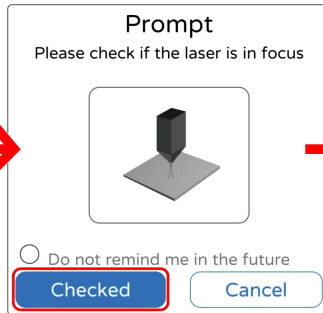 Prompt
Please check if the laser is in focus
Do not remind me in the future
Checked
Cancel